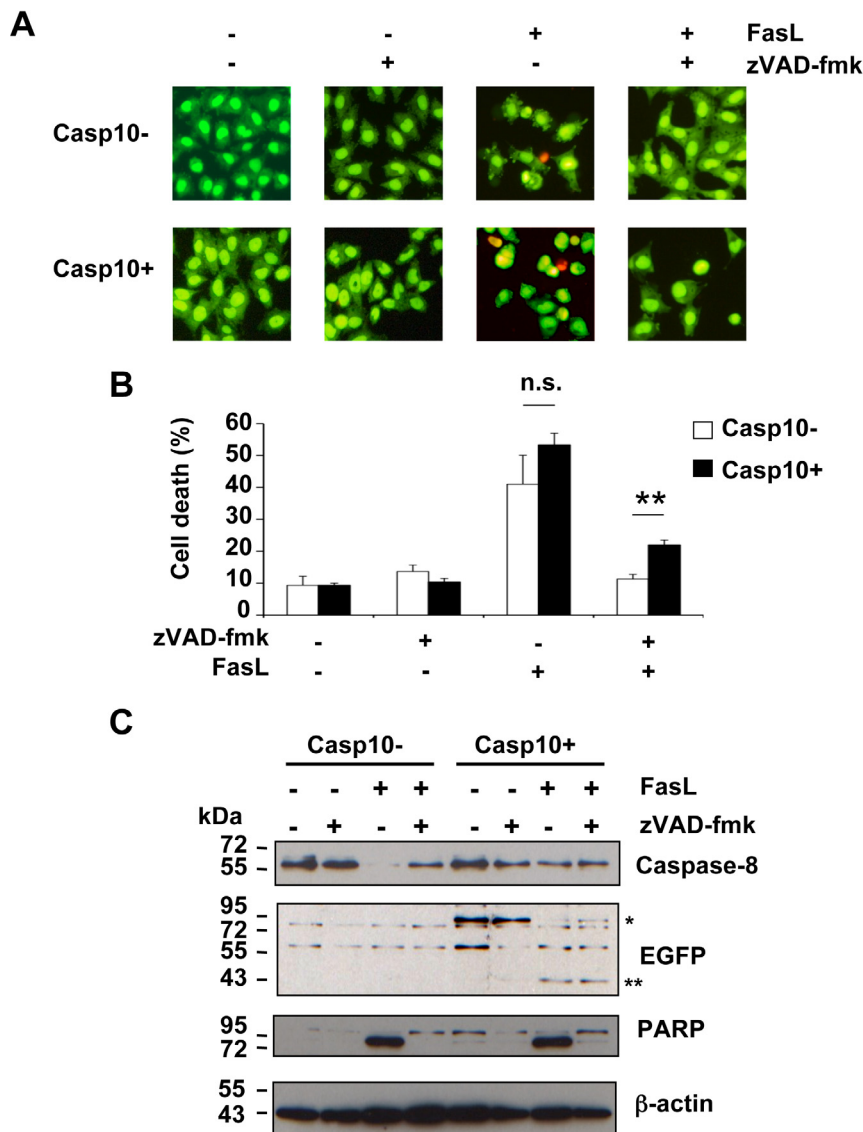 A
- - + + FasL
- + - + zVAD-fmk
Casp10-
Casp10+
B
n.s.
60
50
40
30
20
10
0
Cell death (%)
Casp10-
Casp10+
**
zVAD-fmk - + - +
FasL - - + +
C
Casp10- Casp10+
- - + + - - + + FasL
kDa - + - + - + - + zVAD-fmk
72
55
Caspase-8
95
72
55
43
*
EGFP
**
95
72
PARP
55
43
β-actin